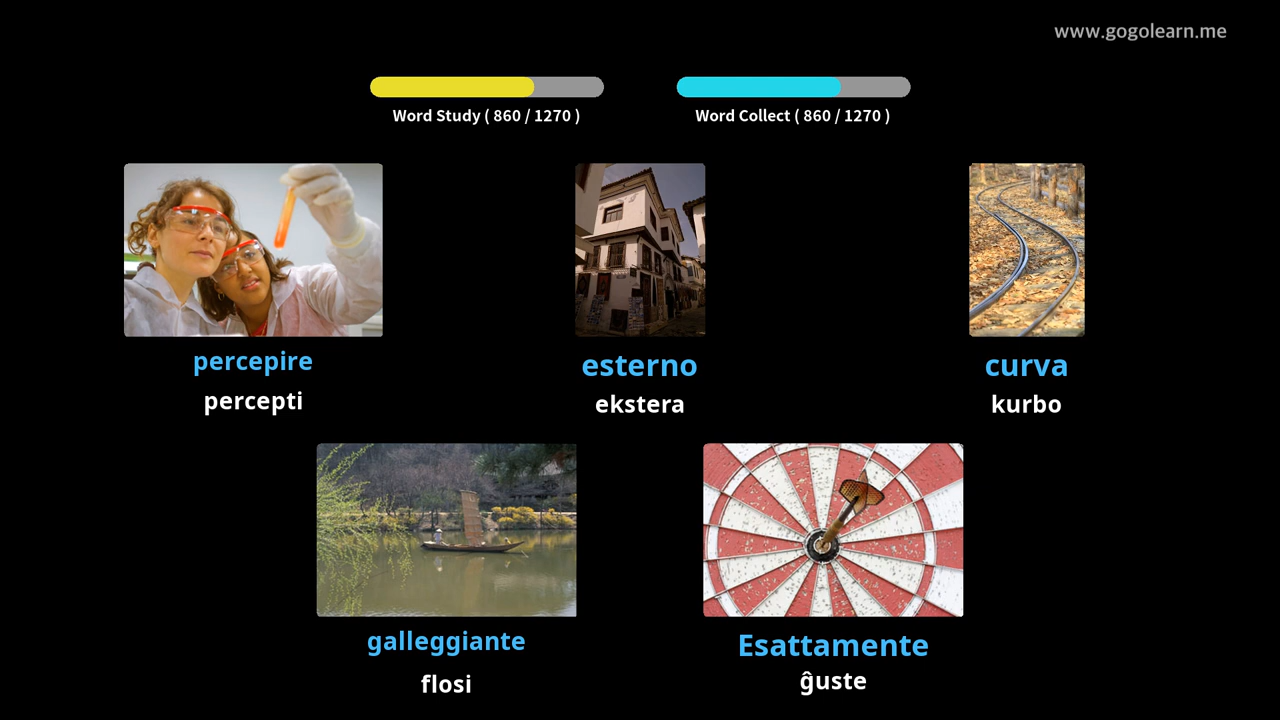 www.gogolearn.me
Word Study ( 860 / 1270 )
Word Collect ( 860 / 1270 )
percepire
percepti
esterno
ekstera
curva
kurbo
galleggiante
flosi
Esattamente
ĝuste